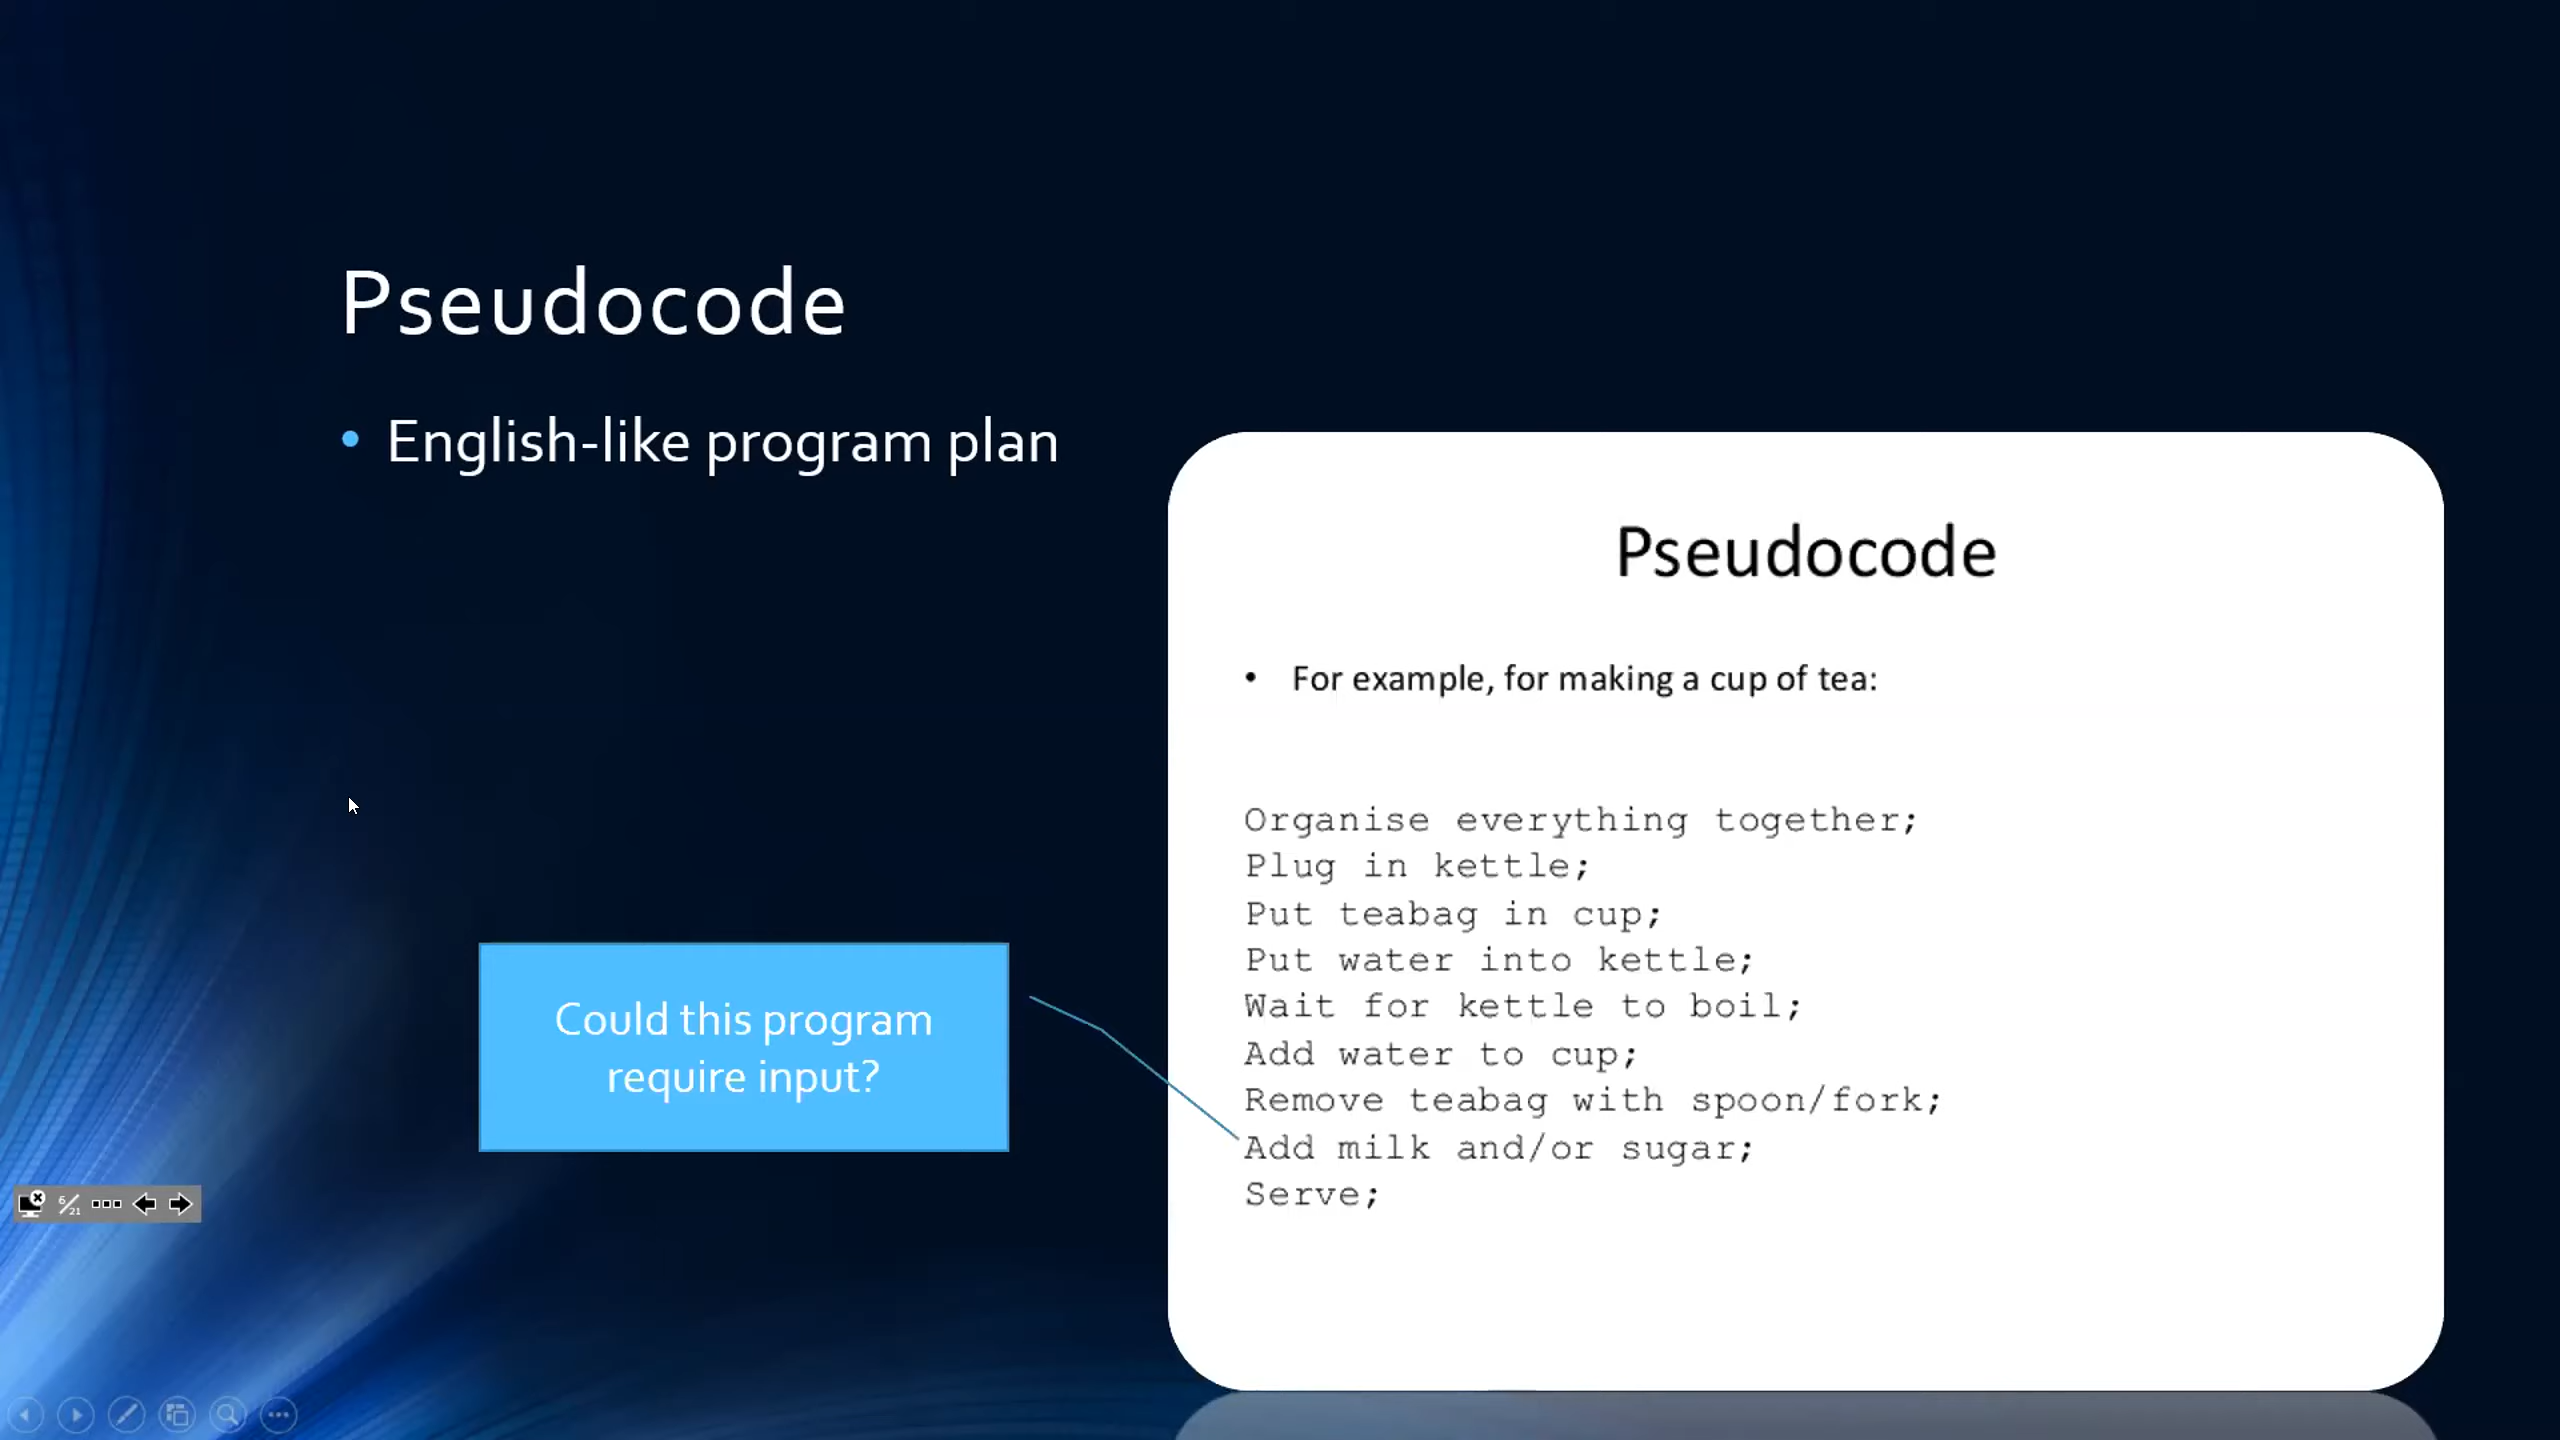 Pseudocode
• English-like program plan
Pseudocode
• For example, for making a cup of tea:
Organise everything together;
Plug in kettle;
Put teabag in cup;
Put water into kettle;
Wait for kettle to boil;
Add water to cup;
Remove teabag with spoon/fork;
Add milk and/or sugar;
Serve;
Could this program
require input?
6/21